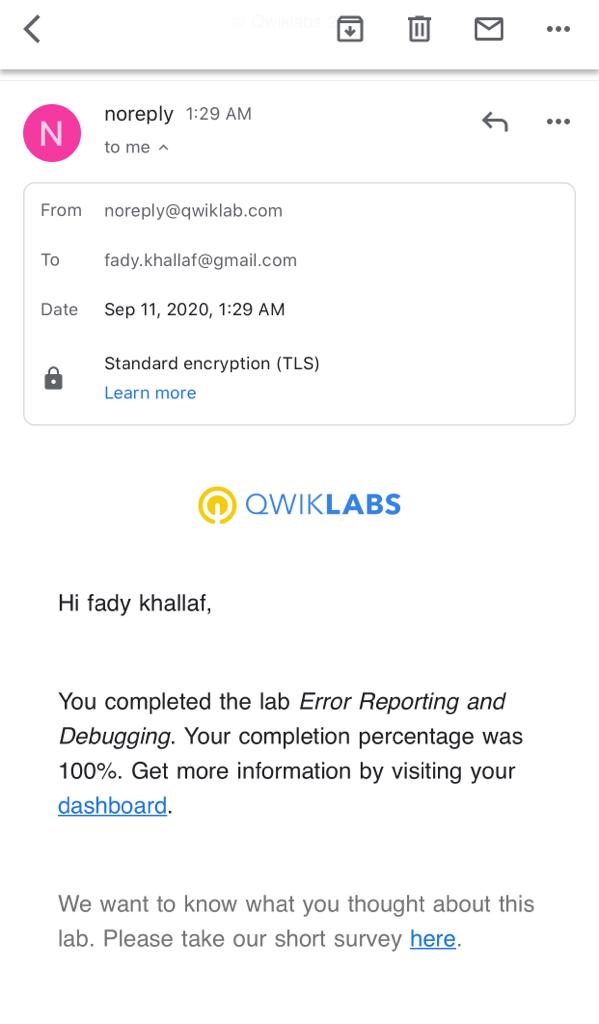 noreply 1:29 AM
to me
From noreply@qwiklab.com
To fady.khallaf@gmail.com
Date Sep 11, 2020, 1:29 AM
Standard encryption (TLS)
Learn more
QWIKLABS
Hi fady khallaf,
You completed the lab Error Reporting and
Debugging. Your completion percentage was
100%. Get more information by visiting your
dashboard.
We want to know what you thought about this
lab. Please take our short survey here.